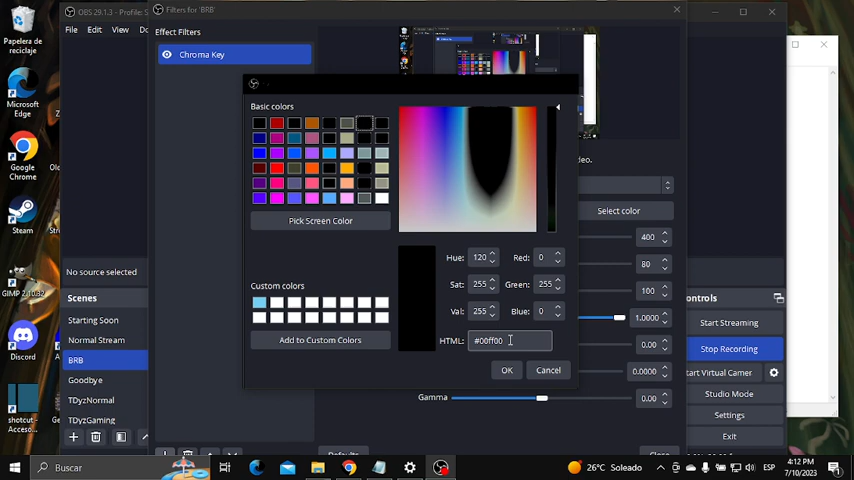 Papelera de
reciclaje
Microsoft
Edge
Google
Chrome
Steam
GIMP 2.10.32
Discord
shotcut -
Acceso...
OBS 29.1.3 - Profile: S
File Edit View
Filters for 'BRB'
Effect Filters
Chroma Key
Basic colors
Pick Screen Color
Custom colors
Add to Custom Colors
Hue: 120 Red: 0
Sat: 255 Green: 255
Val: 255 Blue: 0
HTML: #00ff00
OK Cancel
Select color
400
80
100
1.0000
0.00
0.0000
Gamma 0.00
No source selected
Scenes
Starting Soon
Normal Stream
BRB
Goodbye
TDyzNormal
TDyzGaming
Defaults Close
ontrols
Start Streaming
Stop Recording
tart Virtual Camer
Studio Mode
Settings
Exit
Buscar
26°C Soleado
ESP
4:12 PM
7/10/2023